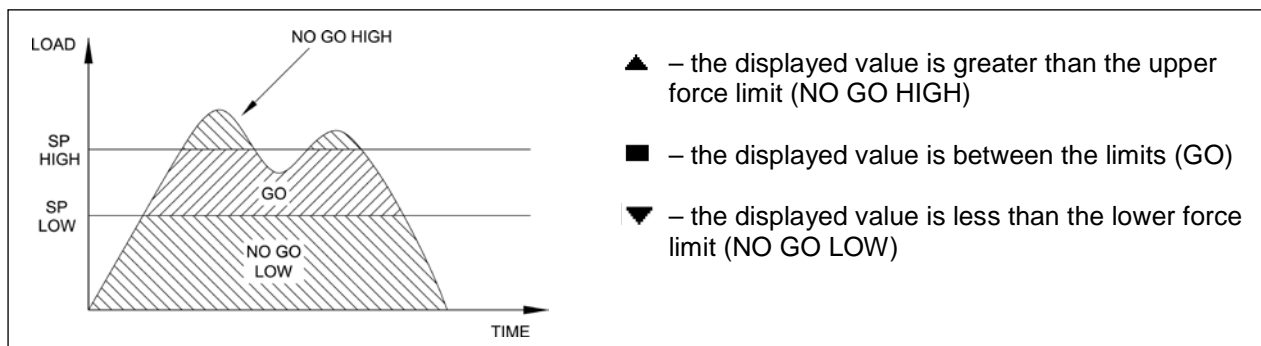 LOAD
NO GO HIGH
SP
HIGH
GO
SP
LOW
NO GO
LOW
TIME
▲ – the displayed value is greater than the upper
force limit (NO GO HIGH)
■ – the displayed value is between the limits (GO)
▼ – the displayed value is less than the lower force
limit (NO GO LOW)